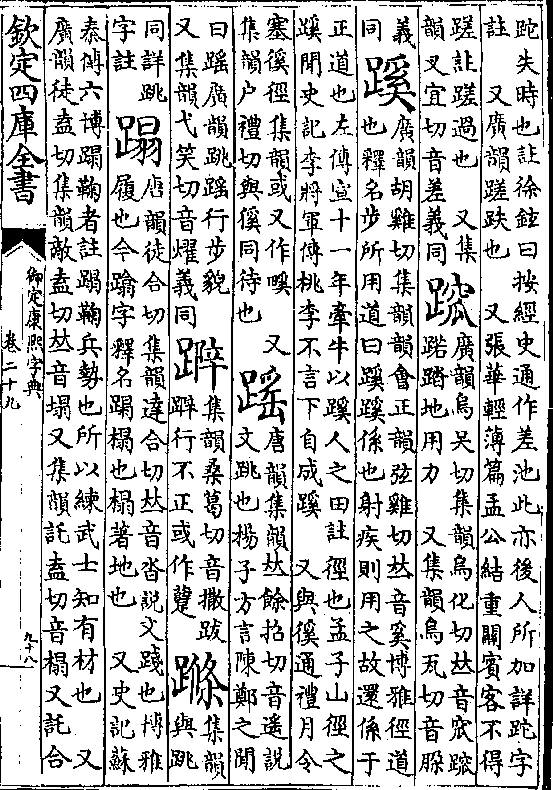 跎失時也註徐鉉曰按經史通作差池此亦後人所加詳跎字
註　又廣韻蹉跌也　又張華輕薄篇孟公結重關賓客不得
蹉註蹉過也　又集
韻叉宜切音差義同
廣韻烏吴切集韻烏化切𠀤音窊
踞踏地用力　又集韻烏瓦切音
義
同
蹊
廣韻胡雞切集韻韻會正韻弦雞切𠀤音奚博雅徑道
也釋名步所用道曰蹊蹊係也射疾則用之故還係于
正道也左傳宣十一年牽牛以蹊人之田註徑也孟子山徑之
蹊間史記李將軍傳桃李不言下自成蹊　又與徯通禮月令
塞徯徑集韻或又作嗘　又
集韻户禮切與徯同待也
䠛
唐韻集韻𠀤餘招切音遥說
文跳也楊子方言陳鄭之閒
曰䠛廣韻跳䠛行步貌
又集韻弋笑切音燿義同
集韻桑葛切音撒跋
行不正或作躠
集韻
與跳
同詳跳
字註
蹋
唐韻徒合切集韻達合切𠀤音沓說文踐也博雅
履也今蹹字釋名蹋榻也榻著地也　又史記蘇
秦傳六博蹋鞠者註蹋鞠兵勢也所以練武士知有材也　又
廣韻徒盍切集韻敵盍切𠀤音塌又集韻託盍切音榻又託合
欽定四庫全書
御定康熙字典
卷二十九
九十八